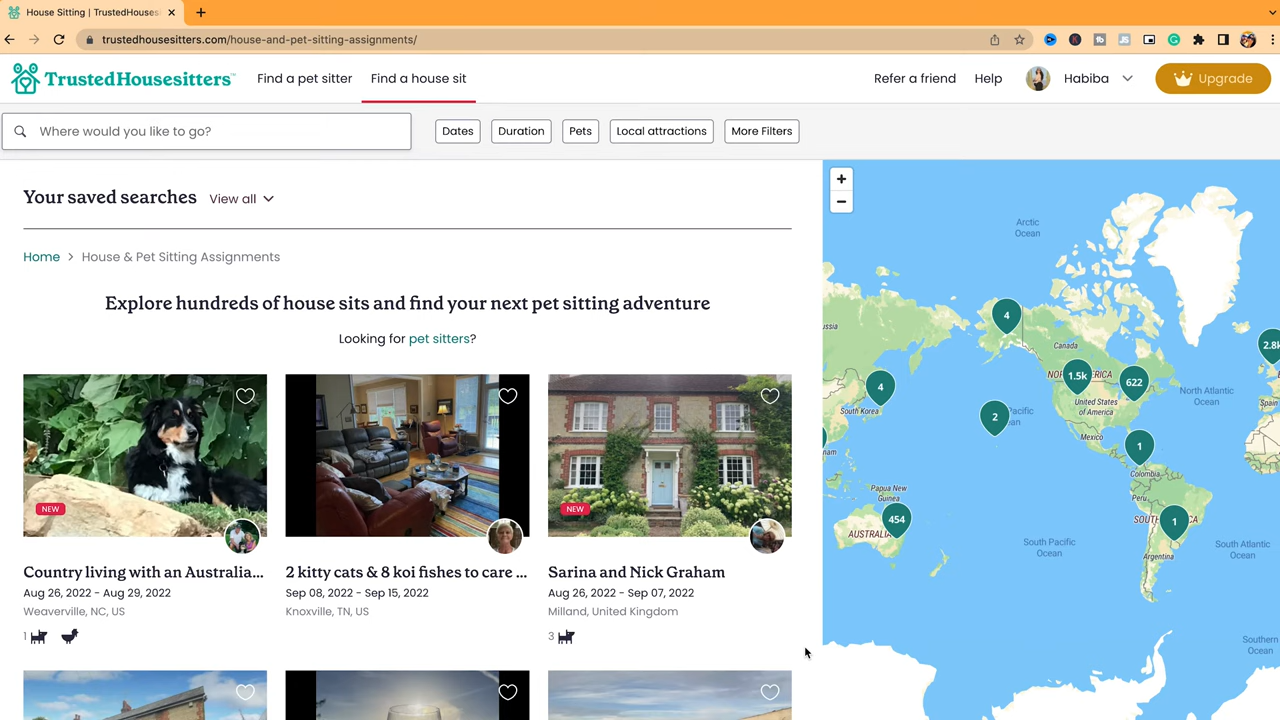 House Sitting | TrustedHouses
trustedhousesitters.com/house-and-pet-sitting-assignments/
TrustedHousesitters™
Find a pet sitter
Find a house sit
Refer a friend
Help
Habiba
Upgrade
Where would you like to go?
Dates
Duration
Pets
Local attractions
More Filters
Your saved searches
View all
Home > House & Pet Sitting Assignments
Explore hundreds of house sits and find your next pet sitting adventure
Looking for pet sitters?
NEW
Country living with an Australia...
Aug 26, 2022 - Aug 29, 2022
Weaverville, NC, US
1
2 kitty cats & 8 koi fishes to care ...
Sep 08, 2022 - Sep 15, 2022
Knoxville, TN, US
NEW
Sarina and Nick Graham
Aug 26, 2022 - Sep 07, 2022
Milland, United Kingdom
3
+
−
Arctic
Ocean
4
ussia
Canada
2.8k
1.5k
622
4
North Atlantic
Ocean
United States
of America
South Korea
Spain
2
Mexico
nam
1
Colombia
Papua New
Guinea
Peru
454
1
AUSTRALIA
South Pacific
Ocean
South Atlantic
Ocean
Argentina
Southern
Ocean